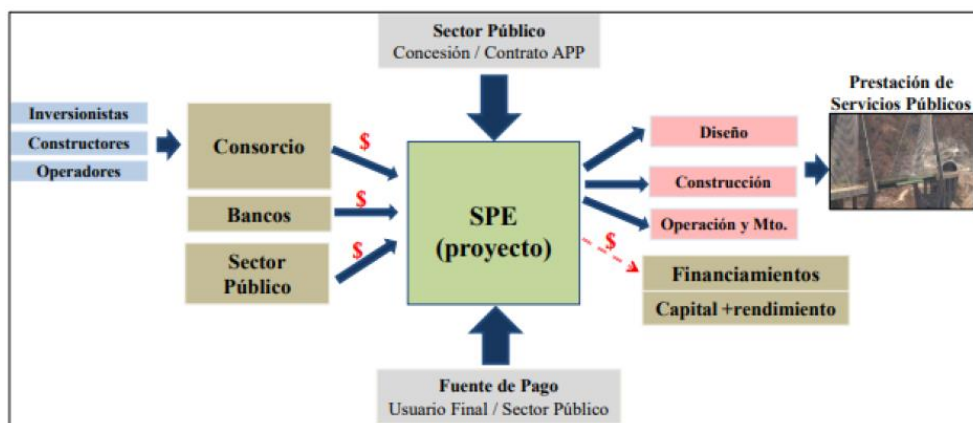 Sector Público
Concesión / Contrato APP
Prestación de
Servicios Públicos
Inversionistas
Constructores
Operadores
Consorcio
$
Bancos
$
Sector
Público
$
SPE
(proyecto)
Diseño
Construcción
Operación y Mto.
$
Financiamientos
Capital +rendimiento
Fuente de Pago
Usuario Final / Sector Público